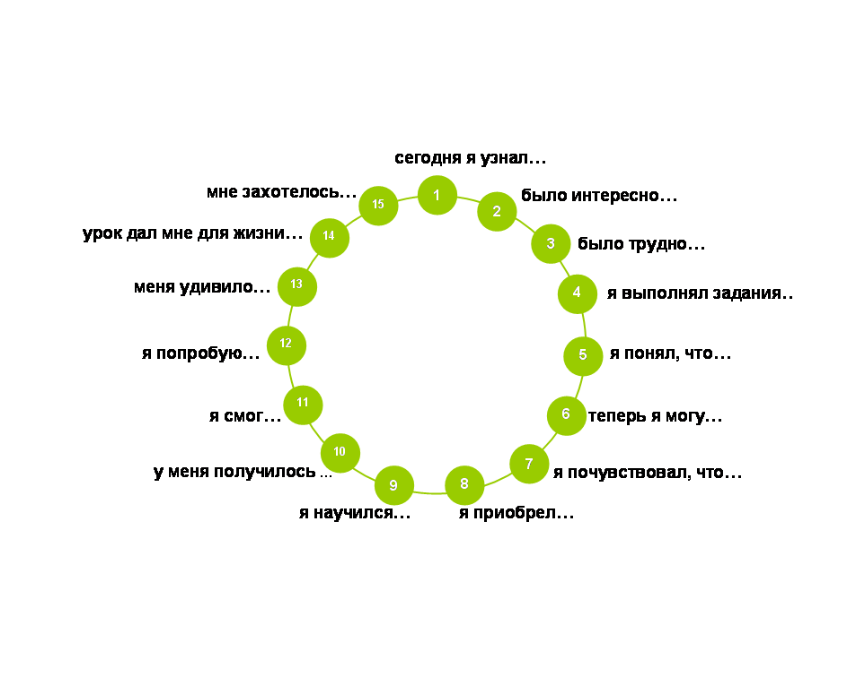 1 сегодня я узнал…
2 было интересно…
3 было трудно…
4 я выполнял задания..
5 я понял, что…
6 теперь я могу…
7 я почувствовал, что…
8 я приобрел…
9 я научился…
10 у меня получилось ...
11 я смог…
12 я попробую…
13 меня удивило…
14 урок дал мне для жизни…
15 мне захотелось…